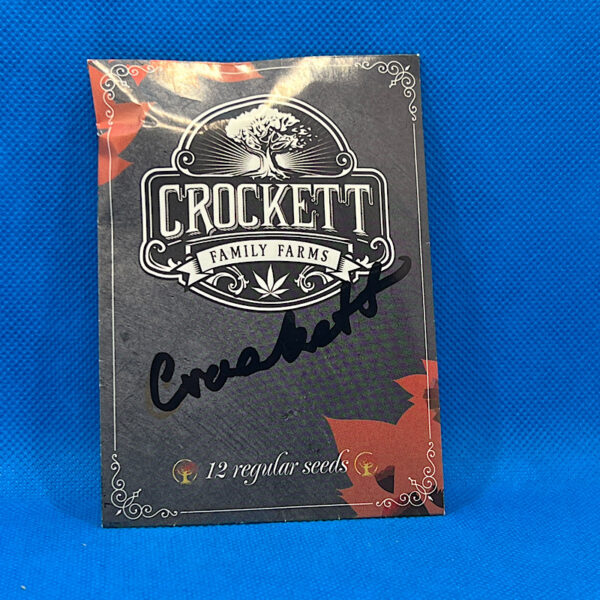 CROCKETT
FAMILY FARMS
Crockett
12 regular seeds